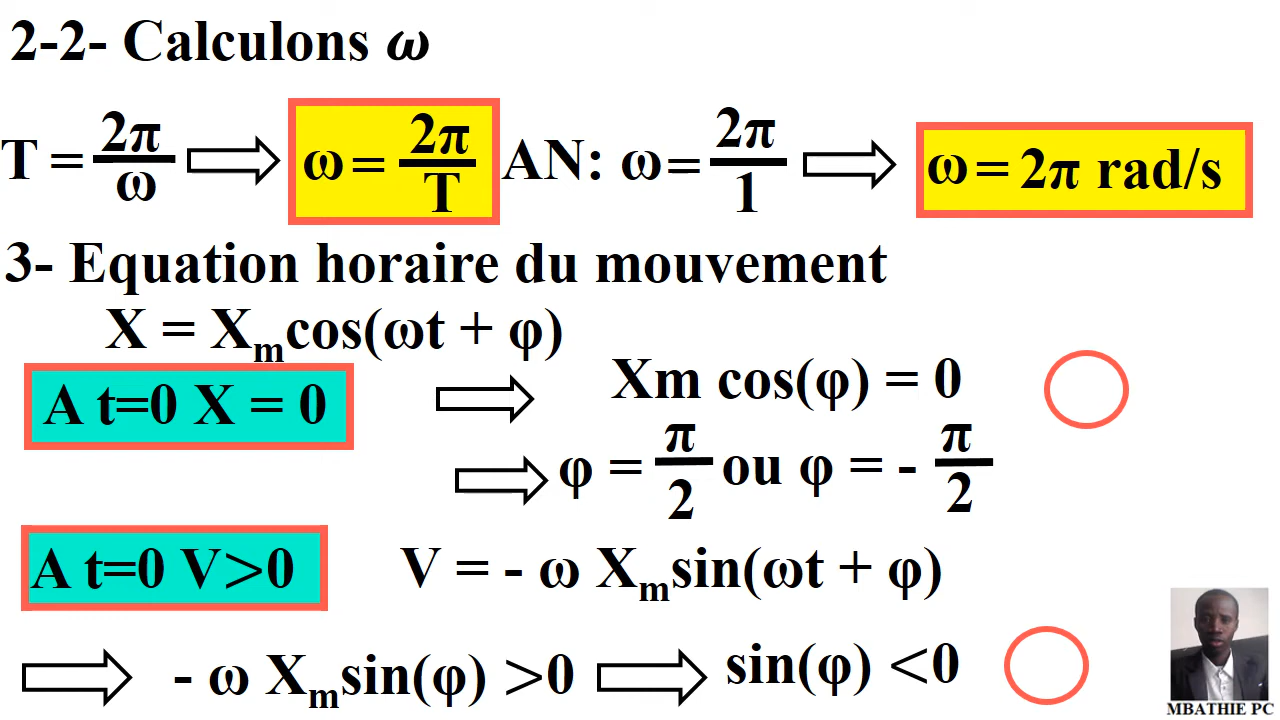 2-2- Calculons ω
T = 2π/ω ⇒ ω = 2π/T AN: ω = 2π/1 ⇒ ω = 2π rad/s
3- Equation horaire du mouvement
X = Xₘcos(ωt + φ)
A t=0 X = 0 ⇒ Xm cos(φ) = 0
⇒ φ = π/2 ou φ = - π/2
A t=0 V>0 V = - ω Xₘsin(ωt + φ)
⇒ - ω Xₘsin(φ) >0 ⇒ sin(φ) <0
MBATHIE PC